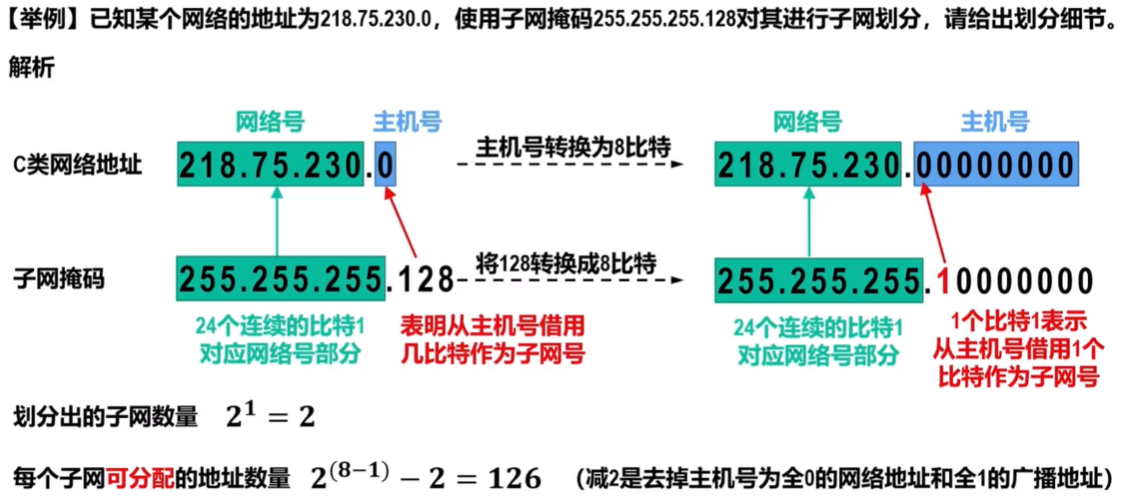 【举例】已知某个网络的地址为218.75.230.0，使用子网掩码255.255.255.128对其进行子网划分，请给出划分细节。
解析
网络号 主机号 网络号 主机号
C类网络地址 218.75.230.0 主机号转换为8比特 218.75.230.00000000
子网掩码 255.255.255.128 将128转换成8比特 255.255.255.10000000
24个连续的比特1 表明从主机号借用 24个连续的比特1 1个比特1表示
对应网络号部分 几比特作为子网号 对应网络号部分 从主机号借用1个
比特作为子网号
划分出的子网数量 2¹ = 2
每个子网可分配的地址数量 2⁽⁸⁻¹⁾ − 2 = 126 （减2是去掉主机号为全0的网络地址和全1的广播地址）